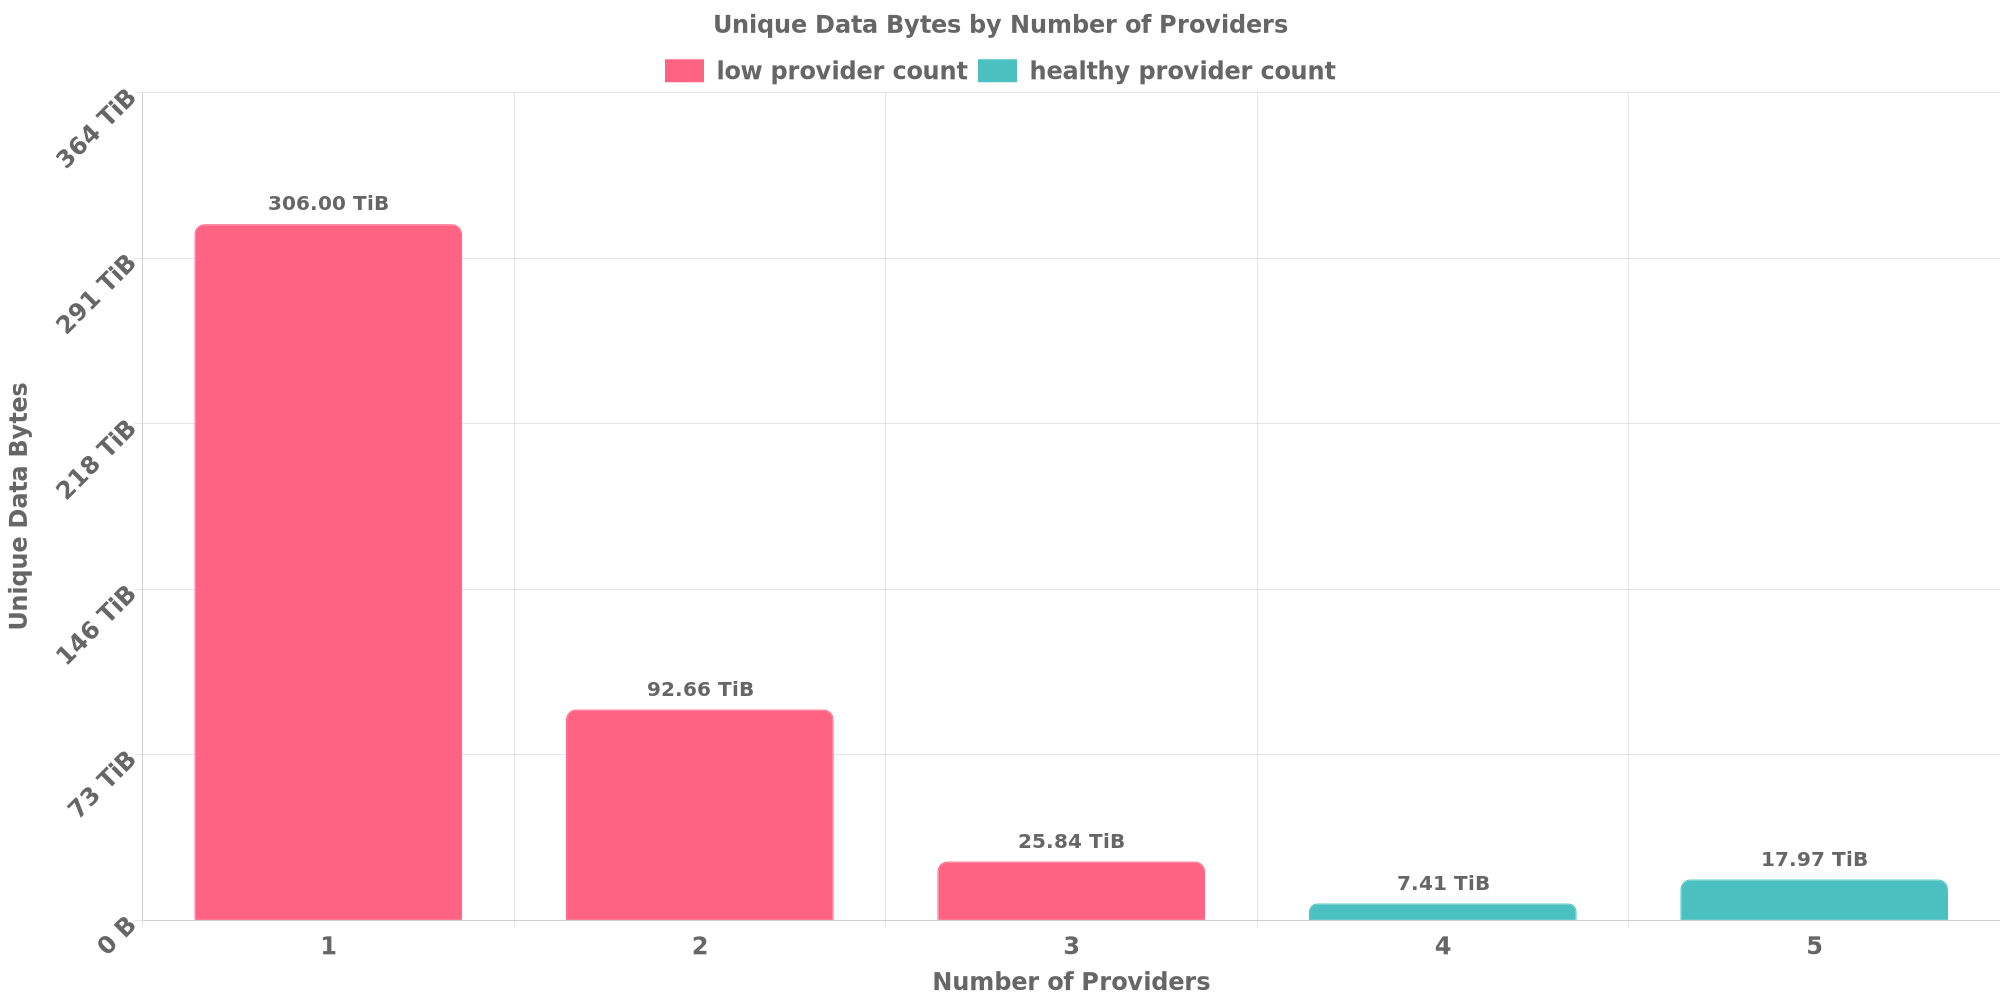 Unique Data Bytes by Number of Providers
low provider count healthy provider count
364 TiB
291 TiB
218 TiB
146 TiB
73 TiB
0 B
Unique Data Bytes
306.00 TiB
92.66 TiB
25.84 TiB
7.41 TiB
17.97 TiB
1 2 3 4 5
Number of Providers